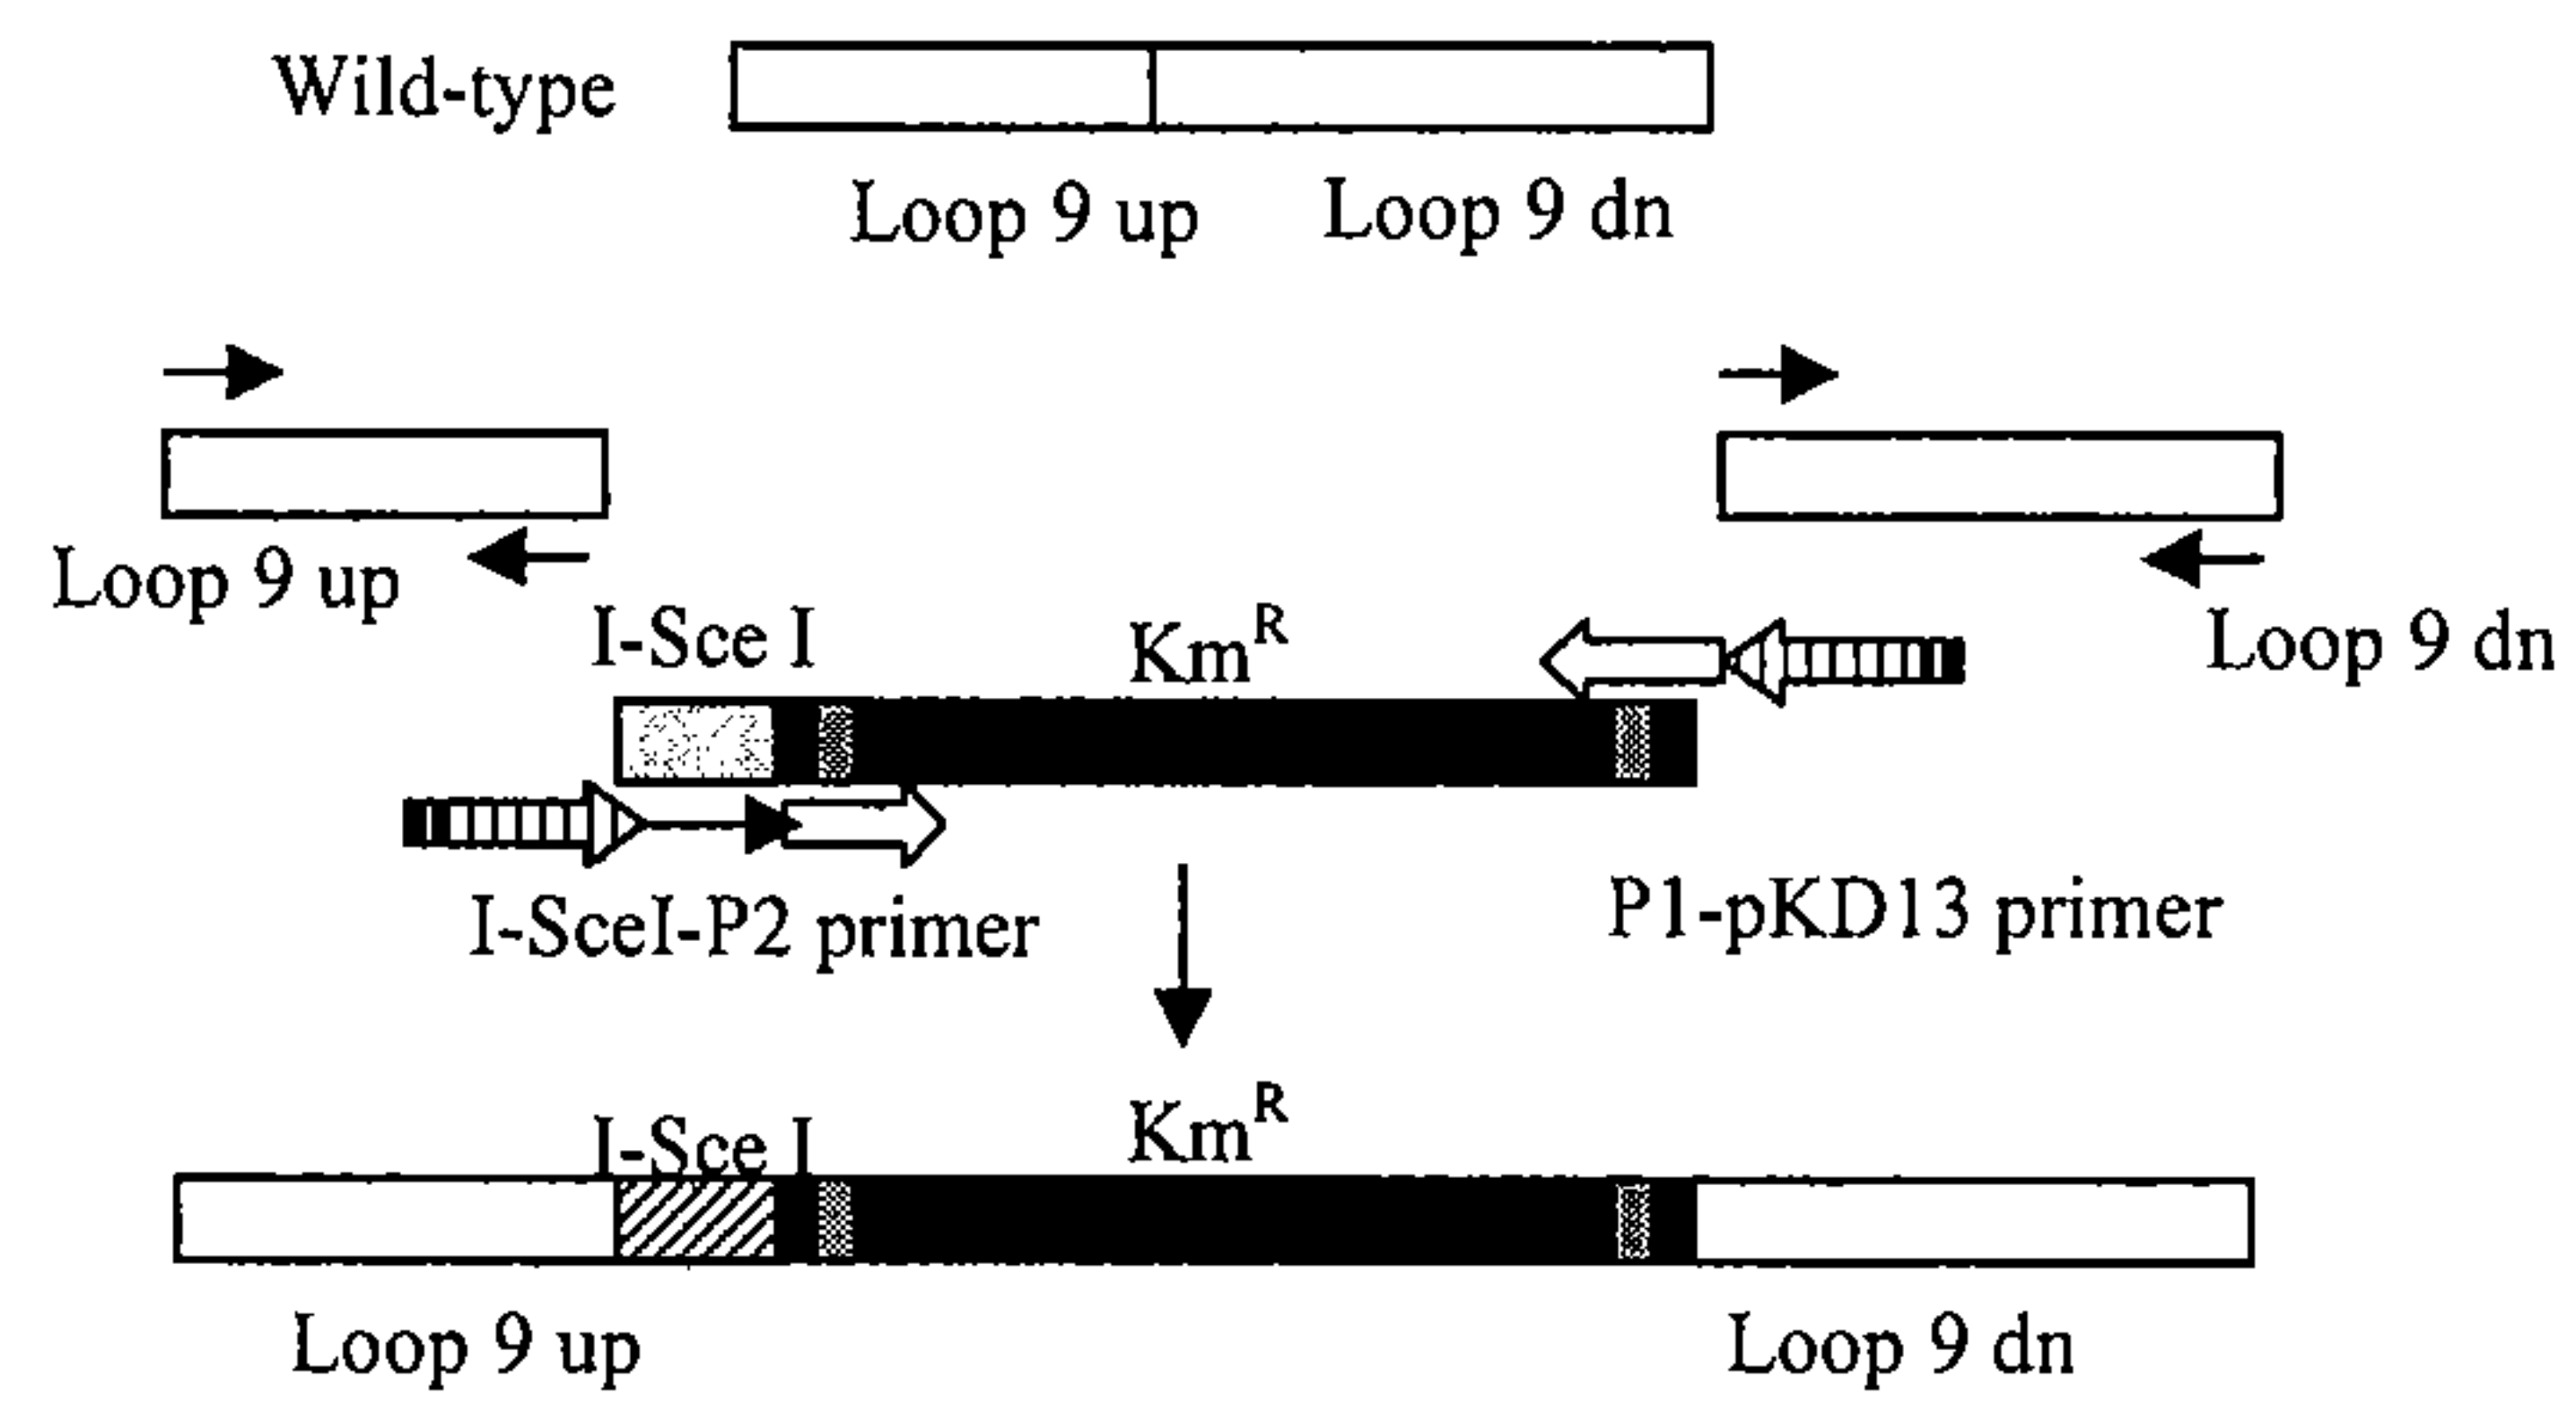 Wild-type
Loop 9 up
Loop 9 dn
Loop 9 up
I-Sce I
Km^R
Loop 9 dn
I-SceI-P2 primer
P1-pKD13 primer
I-Sce I
Km^R
Loop 9 up
Loop 9 dn